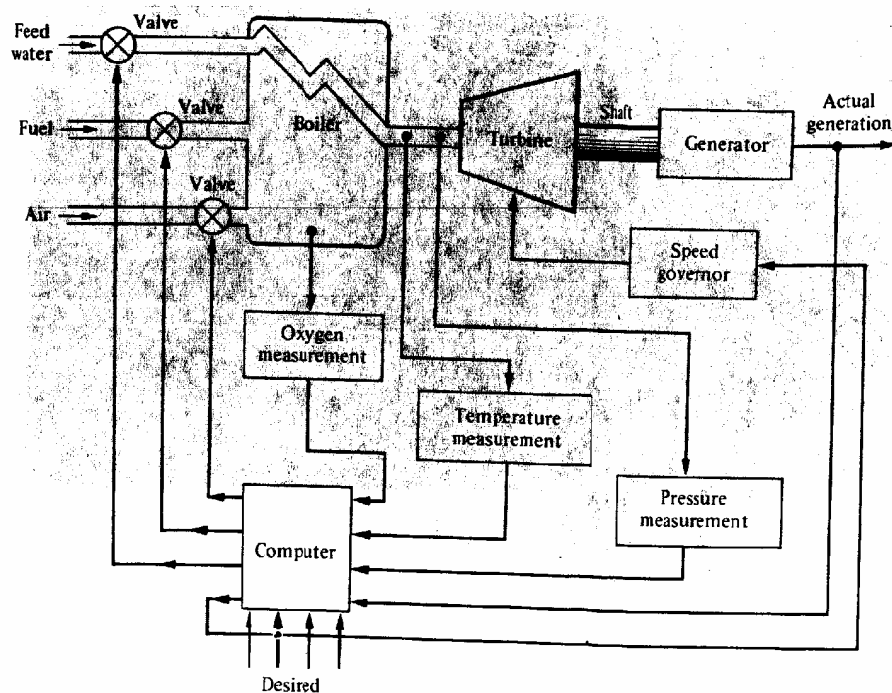 Feed
water
Valve
Fuel
Valve
Air
Valve
Boiler
Turbine
Shaft
Generator
Actual
generation
Speed
governor
Oxygen
measurement
Temperature
measurement
Pressure
measurement
Computer
Desired